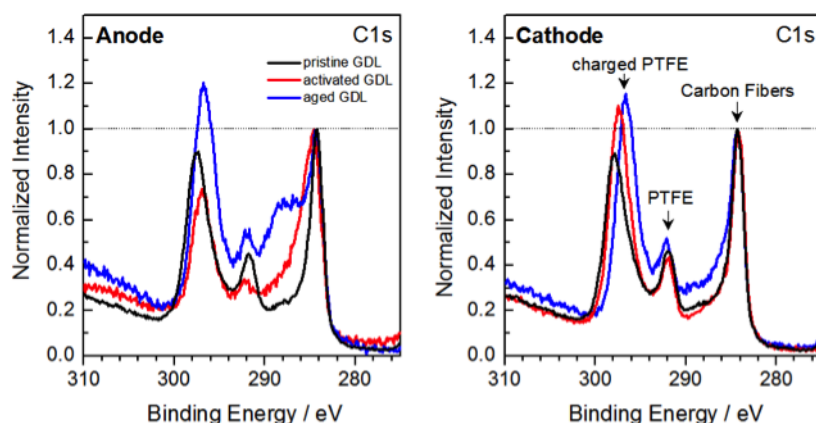 Anode
C1s
pristine GDL
activated GDL
aged GDL
1.4
1.2
1.0
0.8
0.6
0.4
0.2
0.0
Normalized Intensity
310
300
290
280
Binding Energy / eV
Cathode
C1s
charged PTFE
Carbon Fibers
PTFE
1.4
1.2
1.0
0.8
0.6
0.4
0.2
0.0
Normalized Intensity
310
300
290
280
Binding Energy / eV